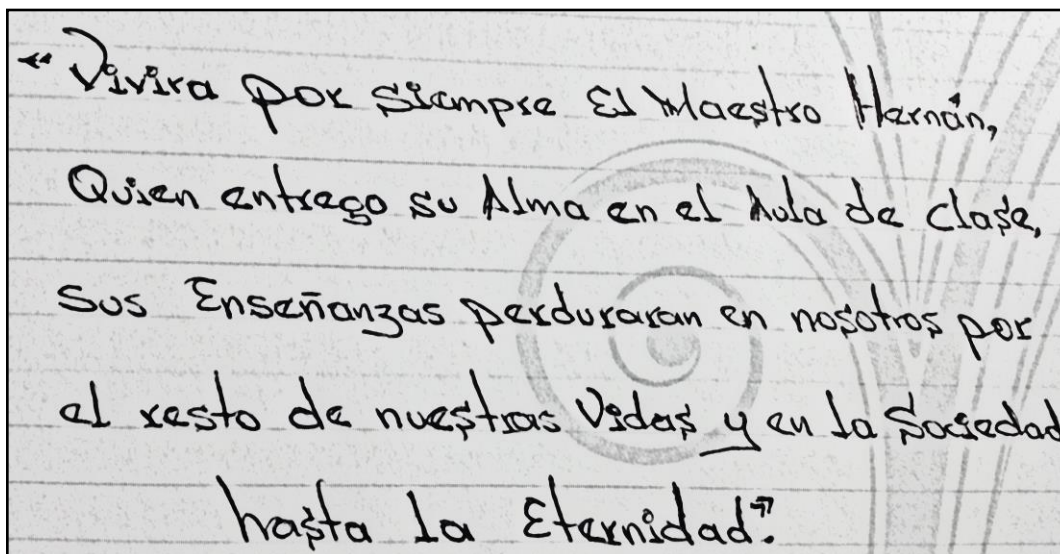 “Vivira por siempre El Maestro Hernán,
Quien entrego su Alma en el Aula de clase,
sus Enseñanzas perduraran en nosotros por
el resto de nuestras Vidas y en la Sociedad
hasta la Eternidad”.